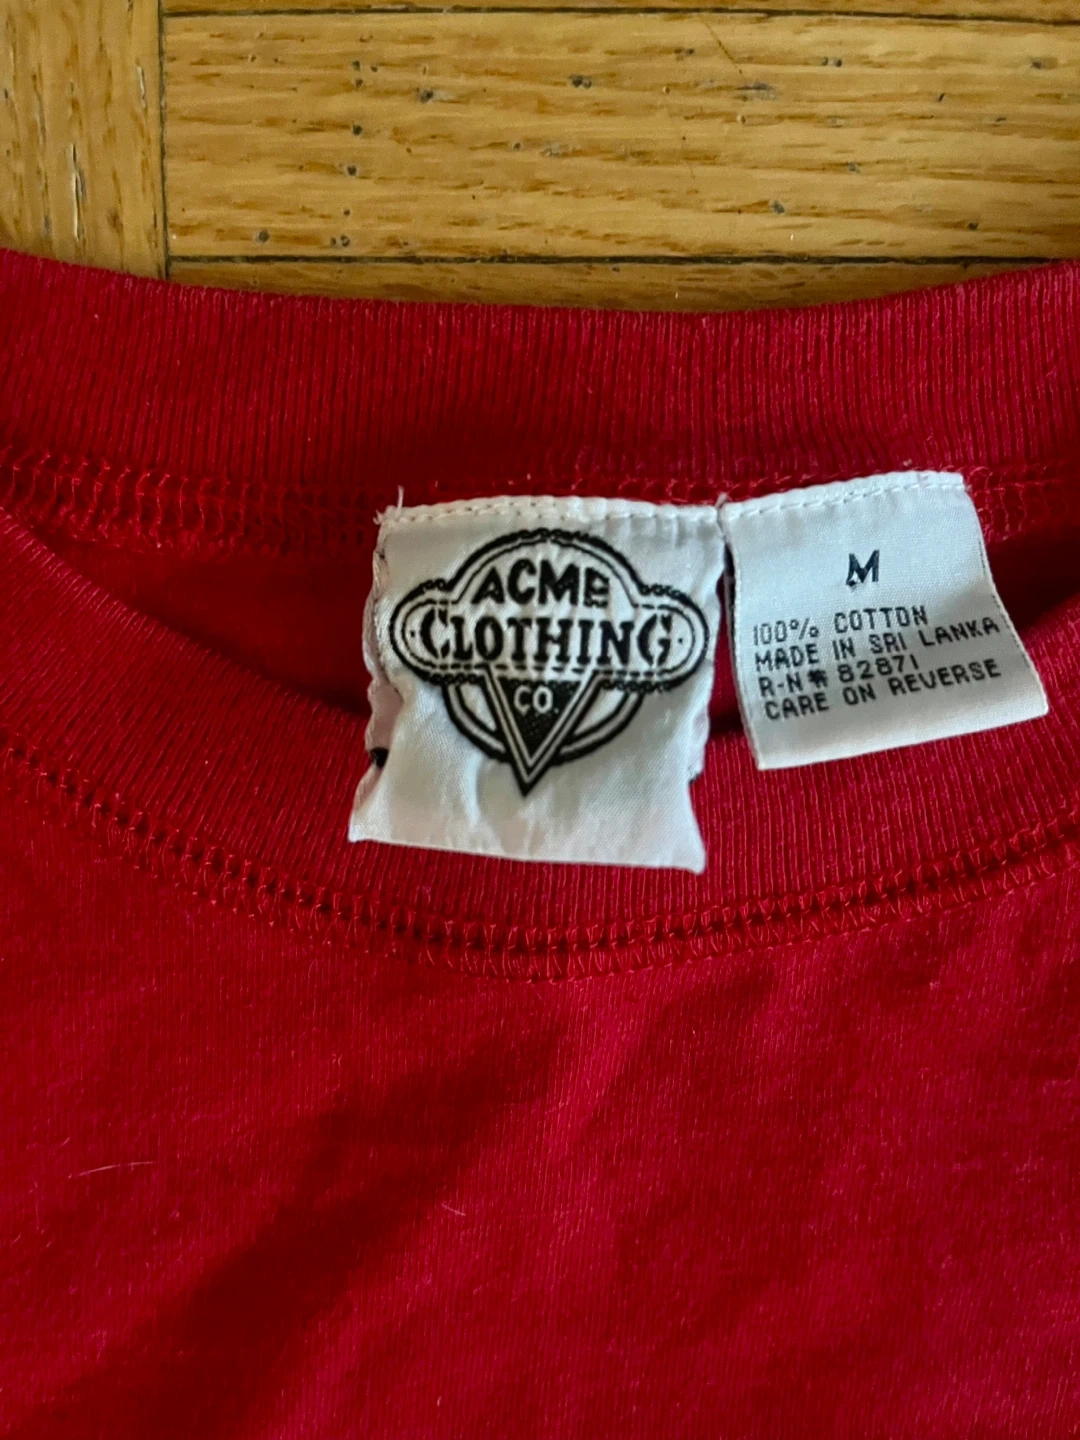 ACME
CLOTHING
CO.
M
100% COTTON
MADE IN SRI LANKA
R-N# 82871
CARE ON REVERSE